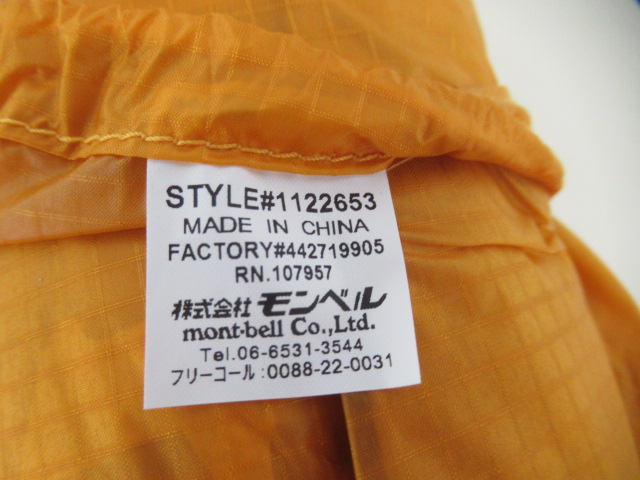 STYLE#1122653
MADE IN CHINA
FACTORY#442719905
RN.107957
株式会社 モンベル
mont-bell Co.,Ltd.
Tel.06-6531-3544
フリーコール:0088-22-0031